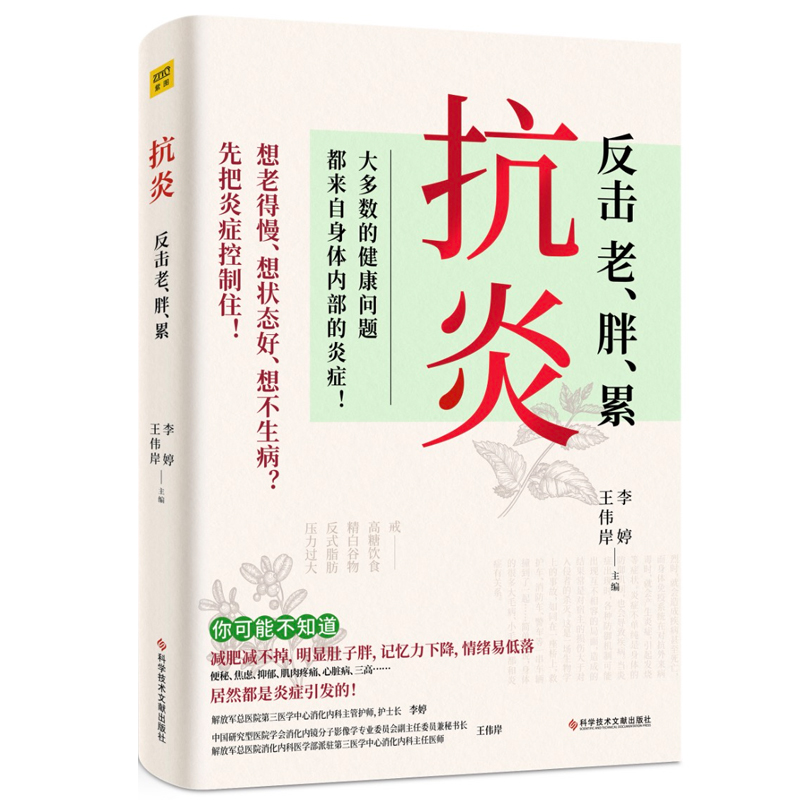 ZITO
紫图
抗炎
反击老、胖、累
李 婷
王伟岸
——主编
科学技术文献出版社
反击 老、胖、累
抗炎
大多数的健康问题
都来自身体内部的炎症！
想老得慢、想状态好、想不生病？
先把炎症控制住！
李 婷
王伟岸
——主编
戒——
高糖饮食
精白谷物
反式脂肪
压力过大
你可能不知道
减肥减不掉，明显肚子胖，记忆力下降，情绪易低落
便秘、焦虑、抑郁、肌肉疼痛、心脏病、三高……
居然都是炎症引发的！
解放军总医院第三医学中心消化内科主管护师，护士长 李婷
中国研究型医院学会消化内镜分子影像学专业委员会副主任委员兼秘书长
解放军总医院消化内科医学部派驻第三医学中心消化内科主任医师
王伟岸
科学技术文献出版社
SCIENTIFIC AND TECHNICAL DOCUMENTATION PRESS